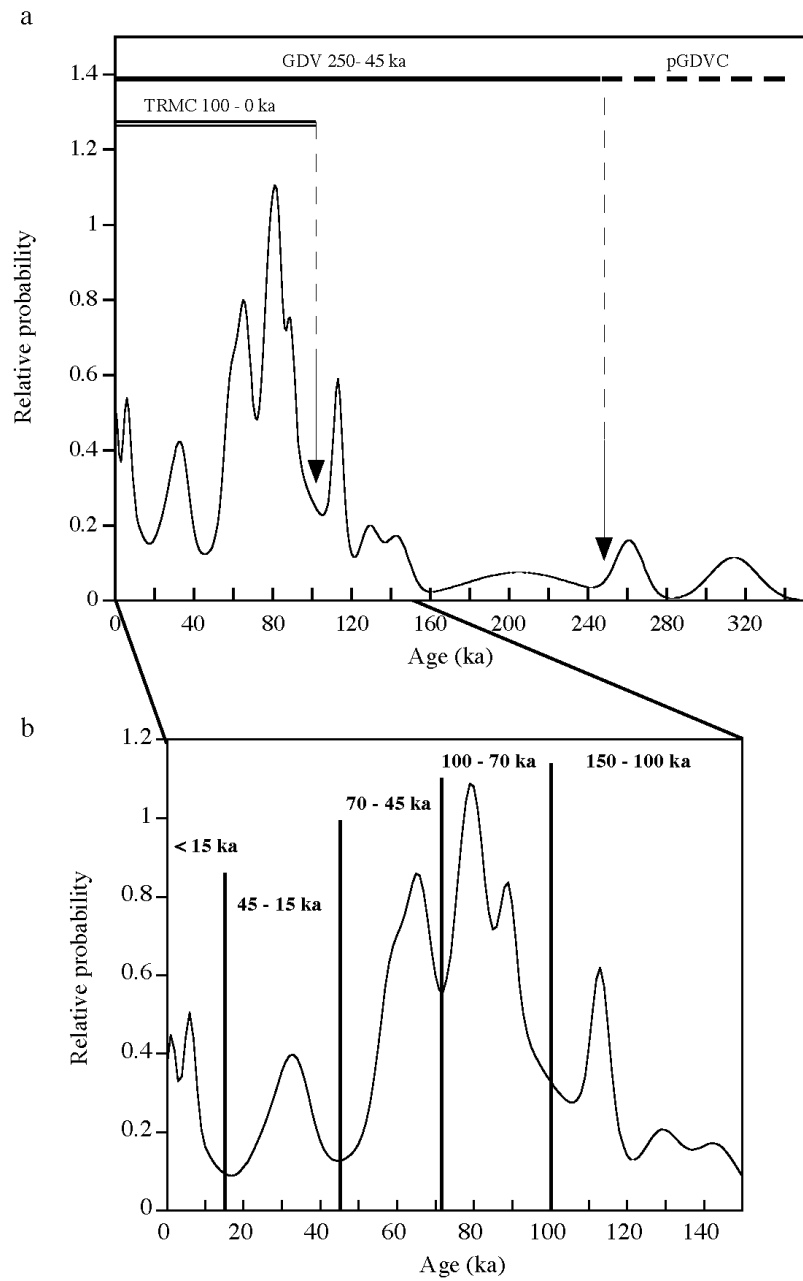 a
GDV 250- 45 ka
pGDVC
TRMC 100 - 0 ka
1.4
1
0.8
0.6
0.4
0.2
0
Relative probability
0 40 80 120 160 200 240 280 320
Age (ka)
b
1.2
1
0.8
0.6
0.4
0.2
0
Relative probability
< 15 ka
45 - 15 ka
70 - 45 ka
100 - 70 ka
150 - 100 ka
0 20 40 60 80 100 120 140
Age (ka)